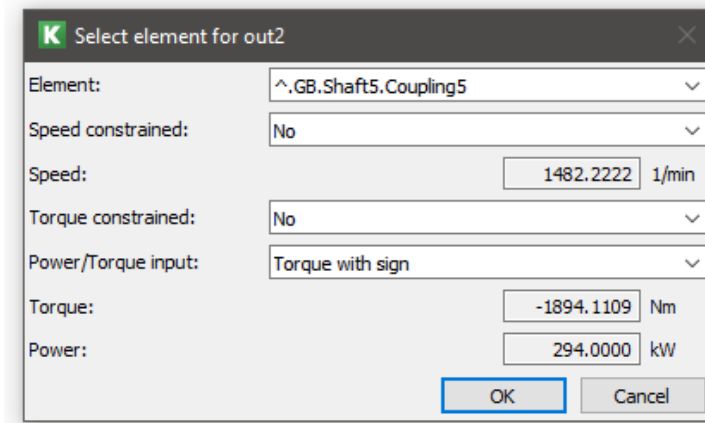 K Select element for out2
Element: ^.GB.Shaft5.Coupling5
Speed constrained: No
Speed: 1482.2222 1/min
Torque constrained: No
Power/Torque input: Torque with sign
Torque: -1894.1109 Nm
Power: 294.0000 kW
OK Cancel